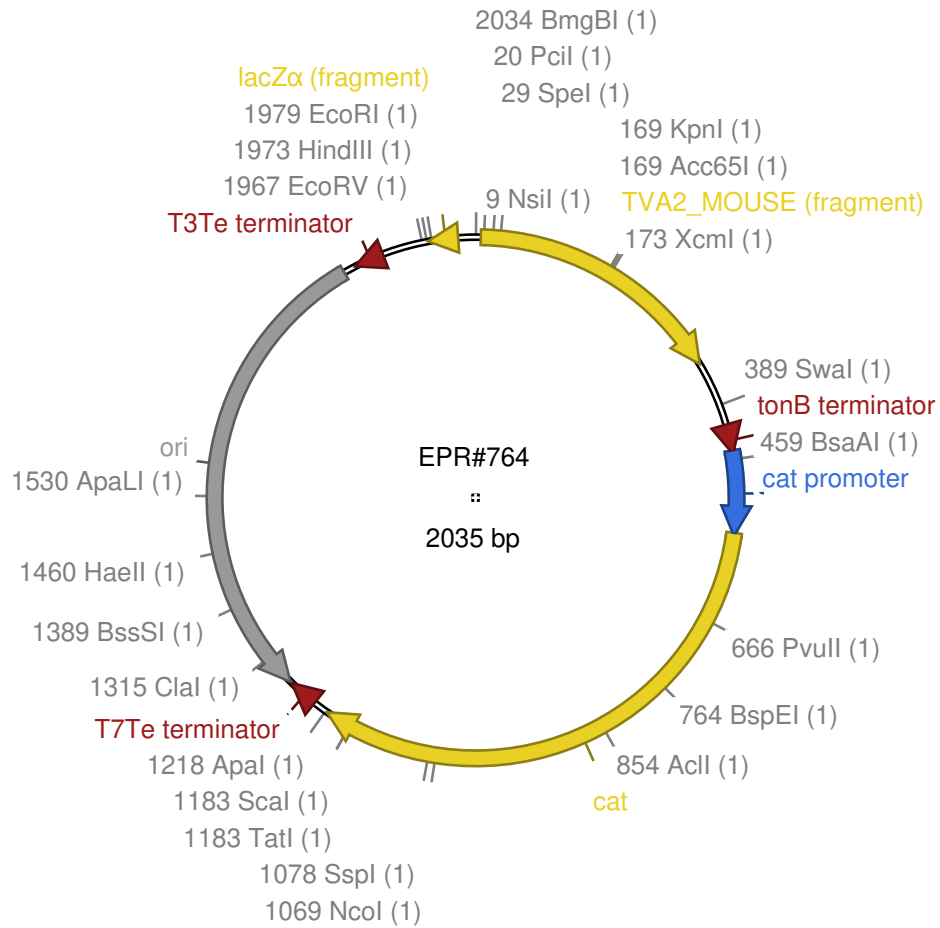 2034 BmgBI (1)
20 PciI (1)
29 SpeI (1)
lacZα (fragment)
1979 EcoRI (1)
1973 HindIII (1)
1967 EcoRV (1)
T3Te terminator
169 KpnI (1)
169 Acc65I (1)
9 NsiI (1)
TVA2_MOUSE (fragment)
173 XcmI (1)
389 SwaI (1)
tonB terminator
459 BsaAI (1)
cat promoter
EPR#764
2035 bp
ori
1530 ApaLI (1)
1460 HaeII (1)
1389 BssSI (1)
1315 ClaI (1)
T7Te terminator
1218 ApaI (1)
1183 ScaI (1)
1183 TatI (1)
1078 SspI (1)
1069 NcoI (1)
666 PvuII (1)
764 BspEI (1)
854 AclI (1)
cat